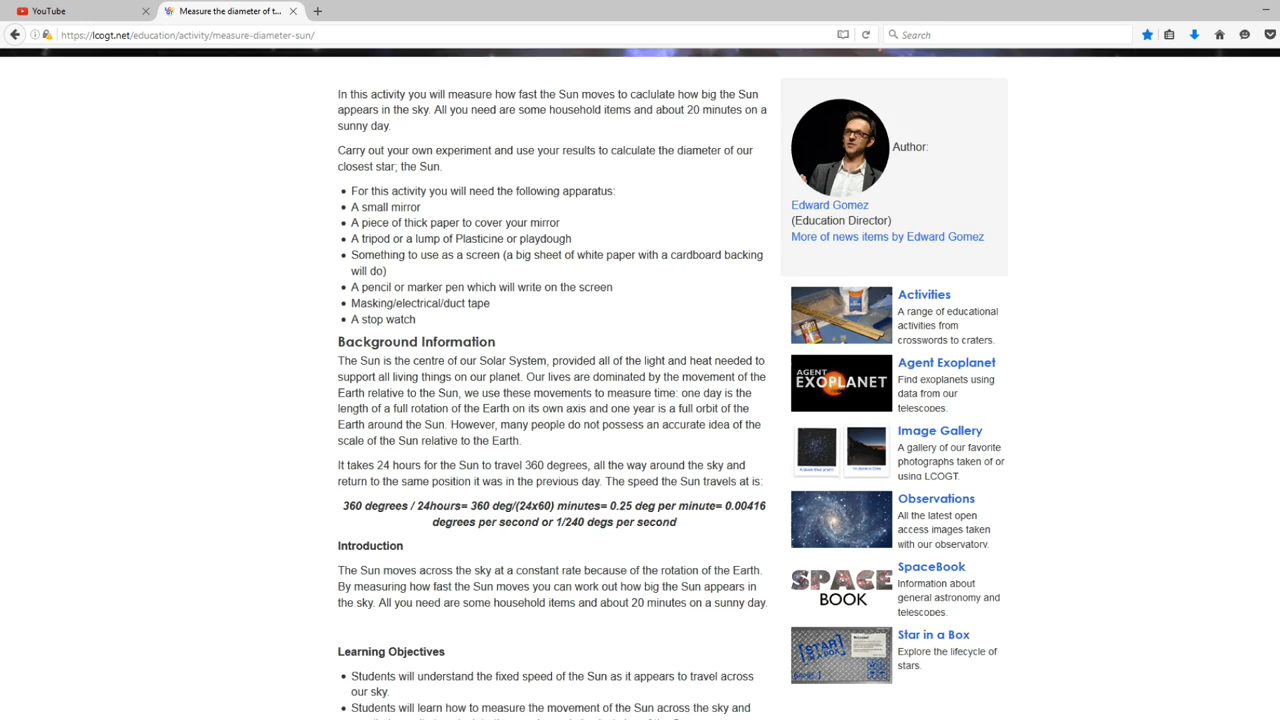 YouTube
Measure the diameter of t...
https://lcogt.net/education/activity/measure-diameter-sun/
Search
In this activity you will measure how fast the Sun moves to caclulate how big the Sun
appears in the sky. All you need are some household items and about 20 minutes on a
sunny day.
Carry out your own experiment and use your results to calculate the diameter of our
closest star; the Sun.
For this activity you will need the following apparatus:
A small mirror
A piece of thick paper to cover your mirror
A tripod or a lump of Plasticine or playdough
Something to use as a screen (a big sheet of white paper with a cardboard backing
will do)
A pencil or marker pen which will write on the screen
Masking/electrical/duct tape
A stop watch
Background Information
The Sun is the centre of our Solar System, provided all of the light and heat needed to
support all living things on our planet. Our lives are dominated by the movement of the
Earth relative to the Sun, we use these movements to measure time: one day is the
length of a full rotation of the Earth on its own axis and one year is a full orbit of the
Earth around the Sun. However, many people do not possess an accurate idea of the
scale of the Sun relative to the Earth.
It takes 24 hours for the Sun to travel 360 degrees, all the way around the sky and
return to the same position it was in the previous day. The speed the Sun travels at is:
360 degrees / 24hours= 360 deg/(24x60) minutes= 0.25 deg per minute= 0.00416
degrees per second or 1/240 degs per second
Introduction
The Sun moves across the sky at a constant rate because of the rotation of the Earth.
By measuring how fast the Sun moves you can work out how big the Sun appears in
the sky. All you need are some household items and about 20 minutes on a sunny day.
Learning Objectives
Students will understand the fixed speed of the Sun as it appears to travel across
our sky.
Students will learn how to measure the movement of the Sun across the sky and
Author:
Edward Gomez
(Education Director)
More of news items by Edward Gomez
Activities
A range of educational
activities from
crosswords to craters.
AGENT
EXOPLANET
Agent Exoplanet
Find exoplanets using
data from our
telescopes.
Image Gallery
A gallery of our favorite
photographs taken of or
using LCOGT.
Observations
All the latest open
access images taken
with our observatory.
SPACE
BOOK
SpaceBook
Information about
general astronomy and
telescopes.
STAR
IN A BOX
Star in a Box
Explore the lifecycle of
stars.